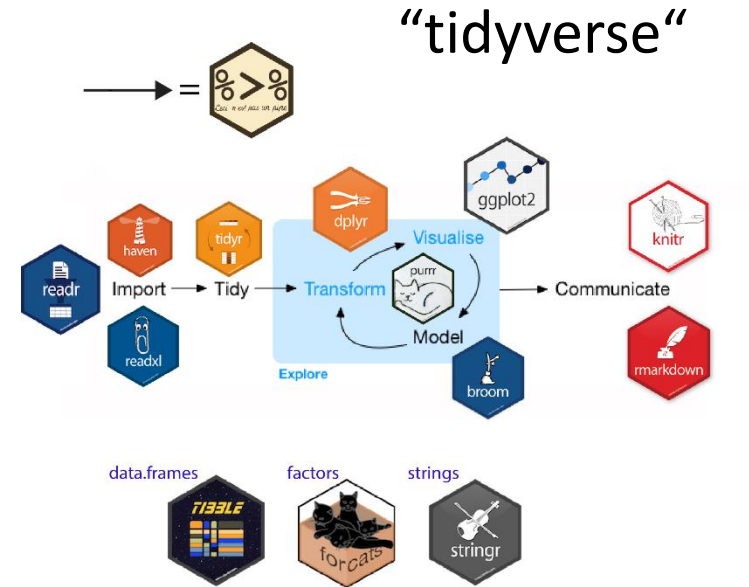 “tidyverse“
=
%>%
Ceci n'est pas un pipe
ggplot2
dplyr
haven
tidyr
Visualise
knitr
purrr
readr
Import
Tidy
Transform
Communicate
Model
readxl
Explore
broom
rmarkdown
data.frames
factors
strings
TIBBLE
forcats
stringr